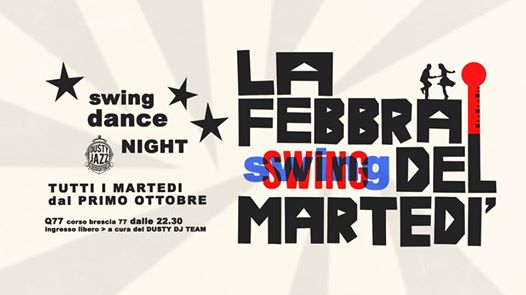 swing
dance
NIGHT
DUSTY
JAZZ
TUTTI I MARTEDI
dal PRIMO OTTOBRE
Q77 corso brescia 77 dalle 22.30
ingresso libero > a cura del DUSTY DJ TEAM
LA
FEBBRA
swing
SWING
DEL
MARTEDI'